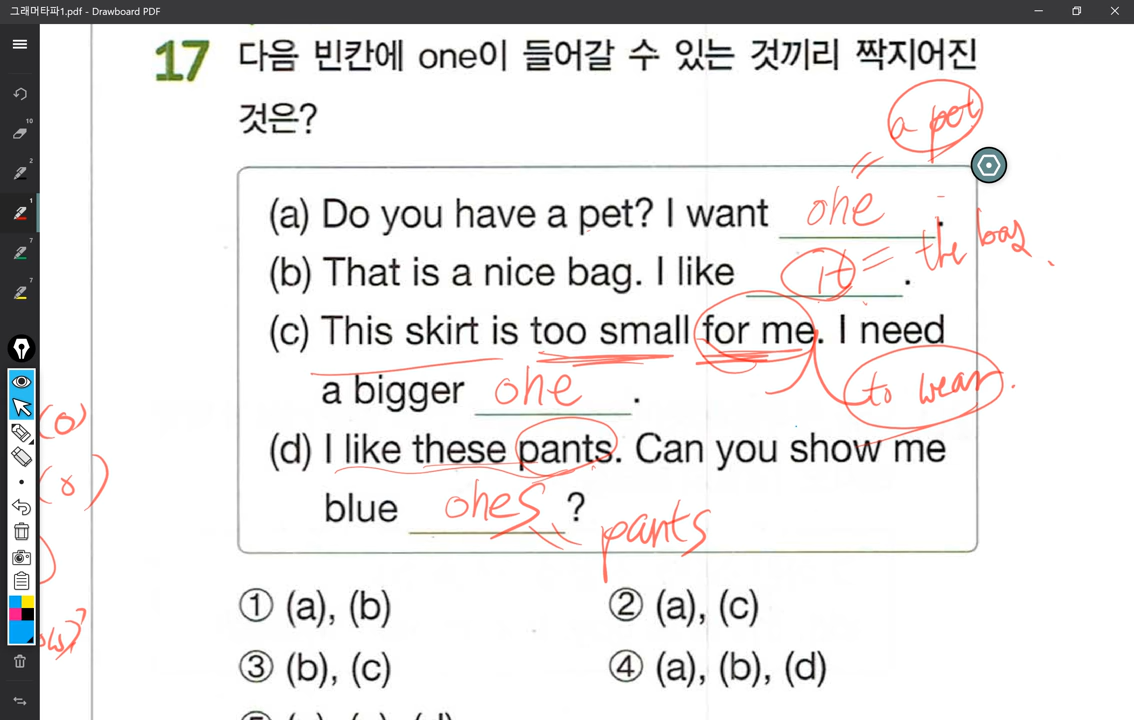 그래머타파1.pdf - Drawboard PDF
17 다음 빈칸에 one이 들어갈 수 있는 것끼리 짝지어진
것은?
a pet
(a) Do you have a pet? I want one.
(b) That is a nice bag. I like it. = the bag.
(c) This skirt is too small for me. I need
a bigger one.
to wear.
(d) I like these pants. Can you show me
blue ones?
pants
① (a), (b)
② (a), (c)
③ (b), (c)
④ (a), (b), (d)